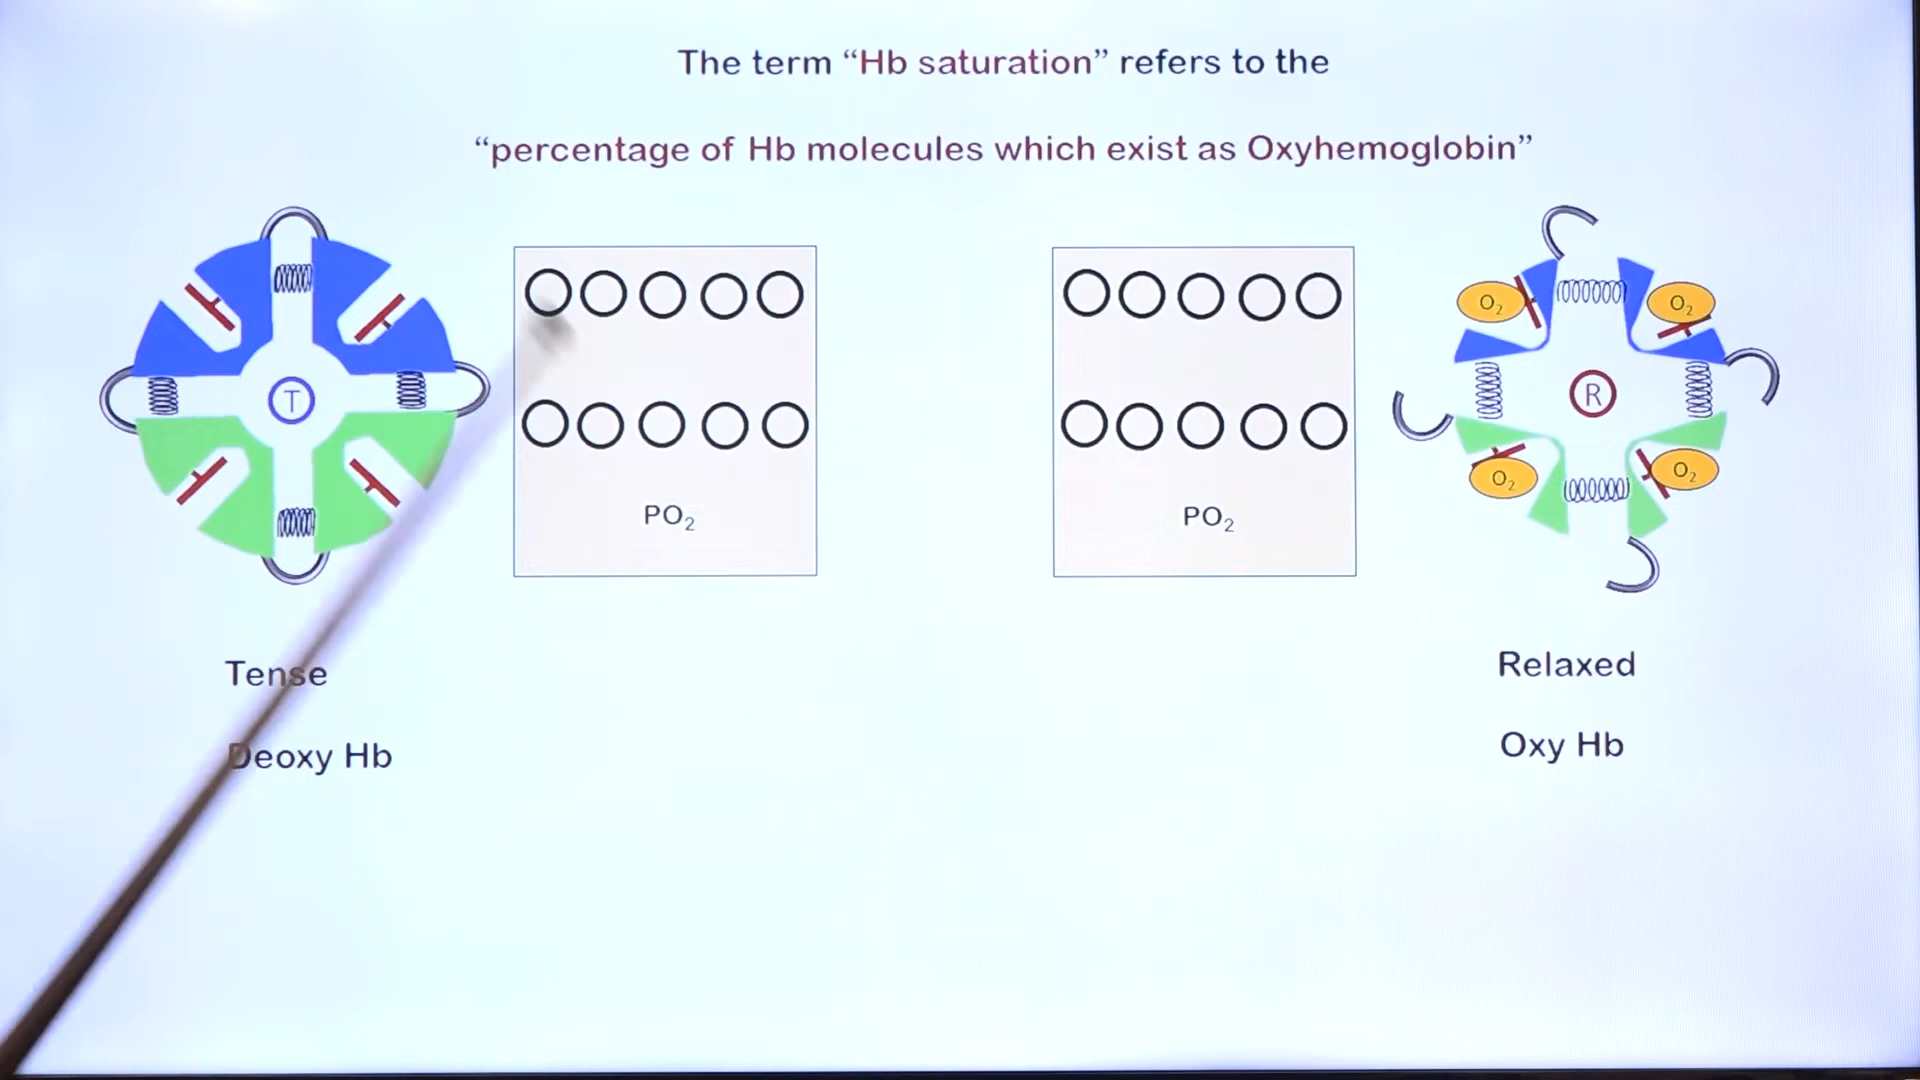 The term “Hb saturation” refers to the
“percentage of Hb molecules which exist as Oxyhemoglobin”
T
PO₂
PO₂
O₂
O₂
R
O₂
O₂
Tense
Deoxy Hb
Relaxed
Oxy Hb